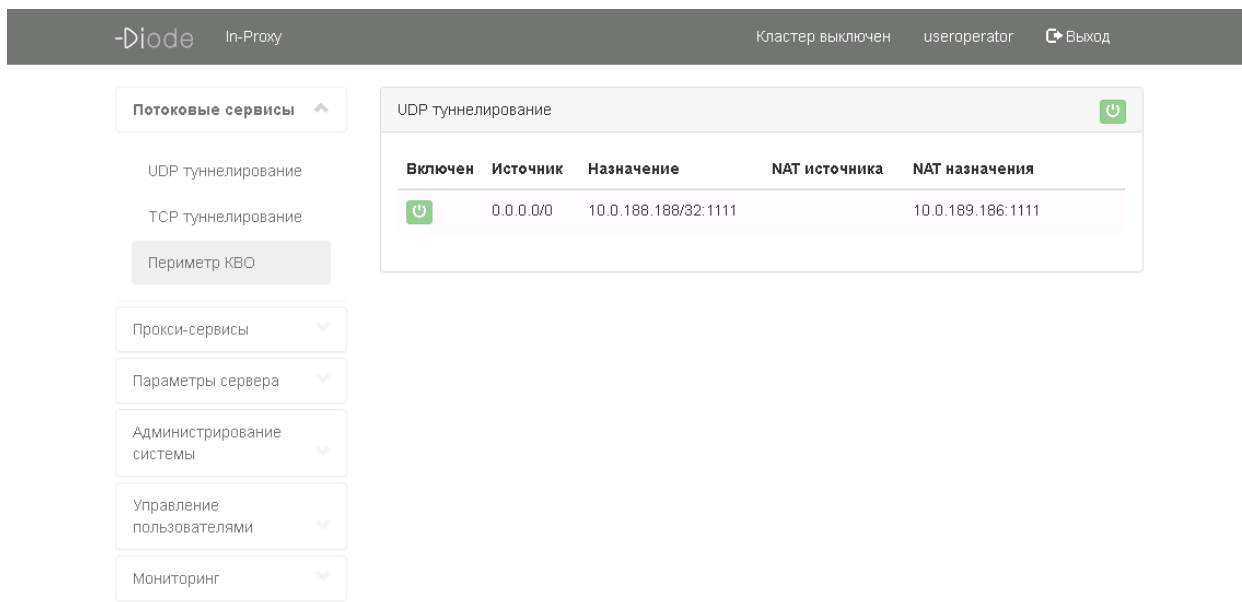 -Diode In-Proxy Кластер выключен useroperator Выход
Потоковые сервисы
UDP туннелирование
TCP туннелирование
Периметр КВО
Прокси-сервисы
Параметры сервера
Администрирование
системы
Управление
пользователями
Мониторинг
UDP туннелирование
Включен Источник Назначение NAT источника NAT назначения
0.0.0.0/0 10.0.188.188/32:1111 10.0.189.186:1111